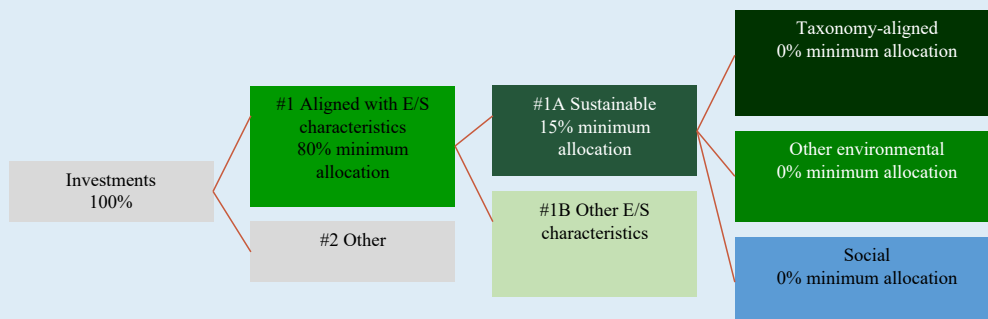 Investments
100%
#1 Aligned with E/S
characteristics
80% minimum
allocation
#2 Other
#1A Sustainable
15% minimum
allocation
#1B Other E/S
characteristics
Taxonomy-aligned
0% minimum allocation
Other environmental
0% minimum allocation
Social
0% minimum allocation